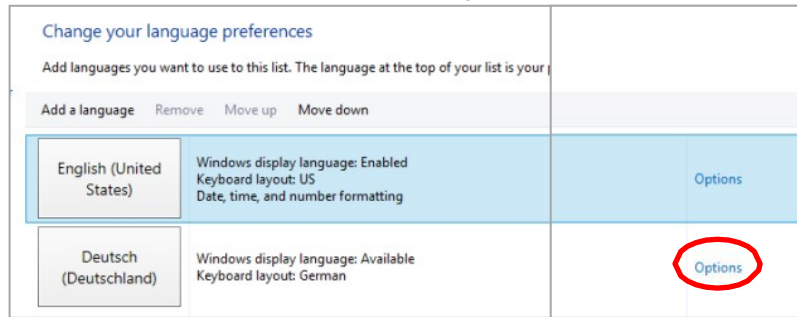 Change your language preferences
Add languages you want to use to this list. The language at the top of your list is your
Add a language Remove Move up Move down
English (United States)
Windows display language: Enabled
Keyboard layout: US
Date, time, and number formatting
Options
Deutsch
(Deutschland)
Windows display language: Available
Keyboard layout: German
Options